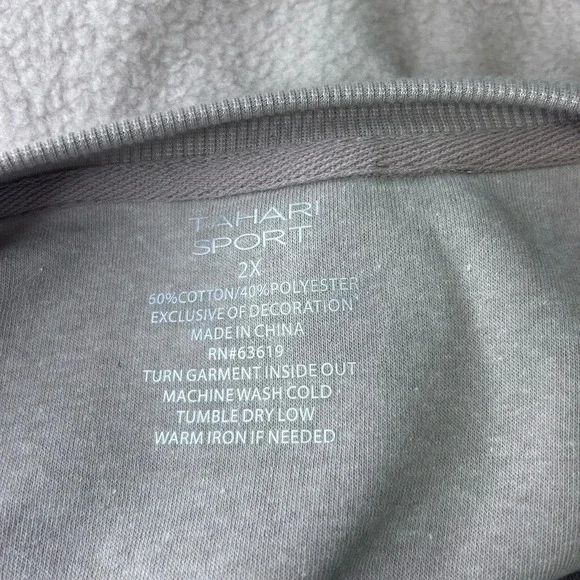 TAHARI
SPORT
2X
60%COTTON/40%POLYESTER
EXCLUSIVE OF DECORATION
MADE IN CHINA
RN#63619
TURN GARMENT INSIDE OUT
MACHINE WASH COLD
TUMBLE DRY LOW
WARM IRON IF NEEDED